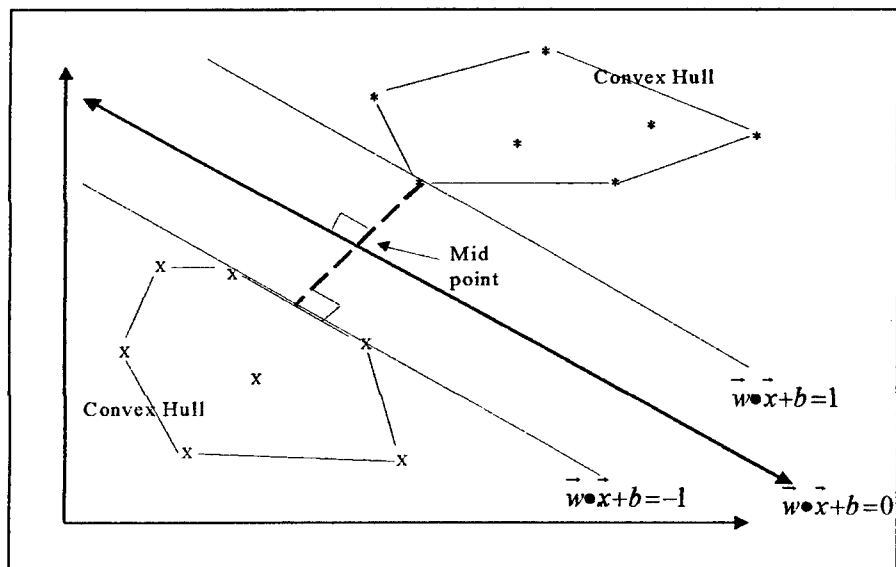 Convex Hull
Mid
point
Convex Hull
w⃗•x⃗+b=1
w⃗•x⃗+b=−1
w⃗•x⃗+b=0